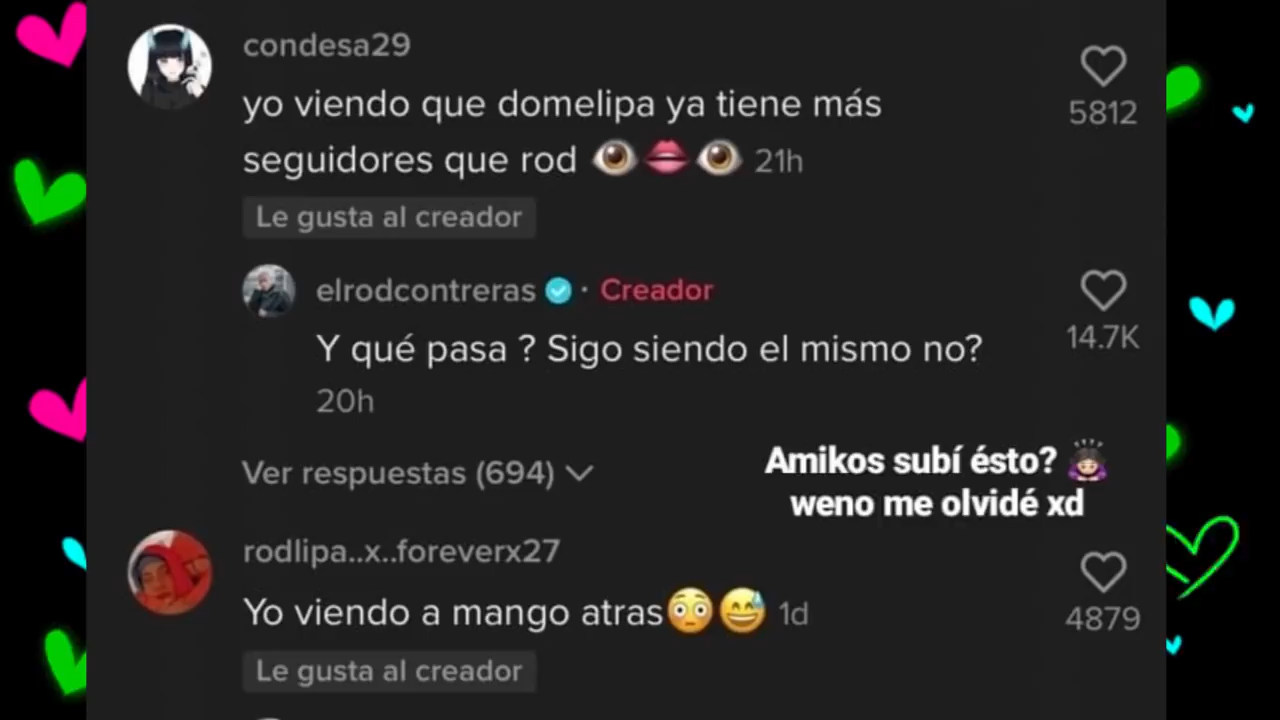 condesa29
yo viendo que domelipa ya tiene más
seguidores que rod 👁️👄👁️ 21h
5812
Le gusta al creador
elrodcontreras · Creador
Y qué pasa ? Sigo siendo el mismo no?
14.7K
20h
Ver respuestas (694)
Amikos subí ésto? 🙇🏻‍♀️
weno me olvidé xd
rodlipa..x..foreverx27
Yo viendo a mango atras😳😅 1d
4879
Le gusta al creador